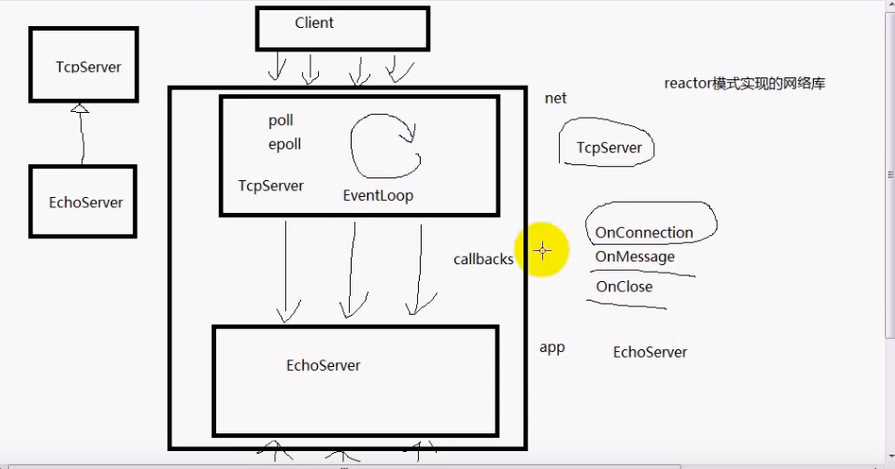 Client
TcpServer
EchoServer
poll
epoll
TcpServer
EventLoop
callbacks
EchoServer
net
reactor模式实现的网络库
TcpServer
OnConnection
OnMessage
OnClose
app
EchoServer